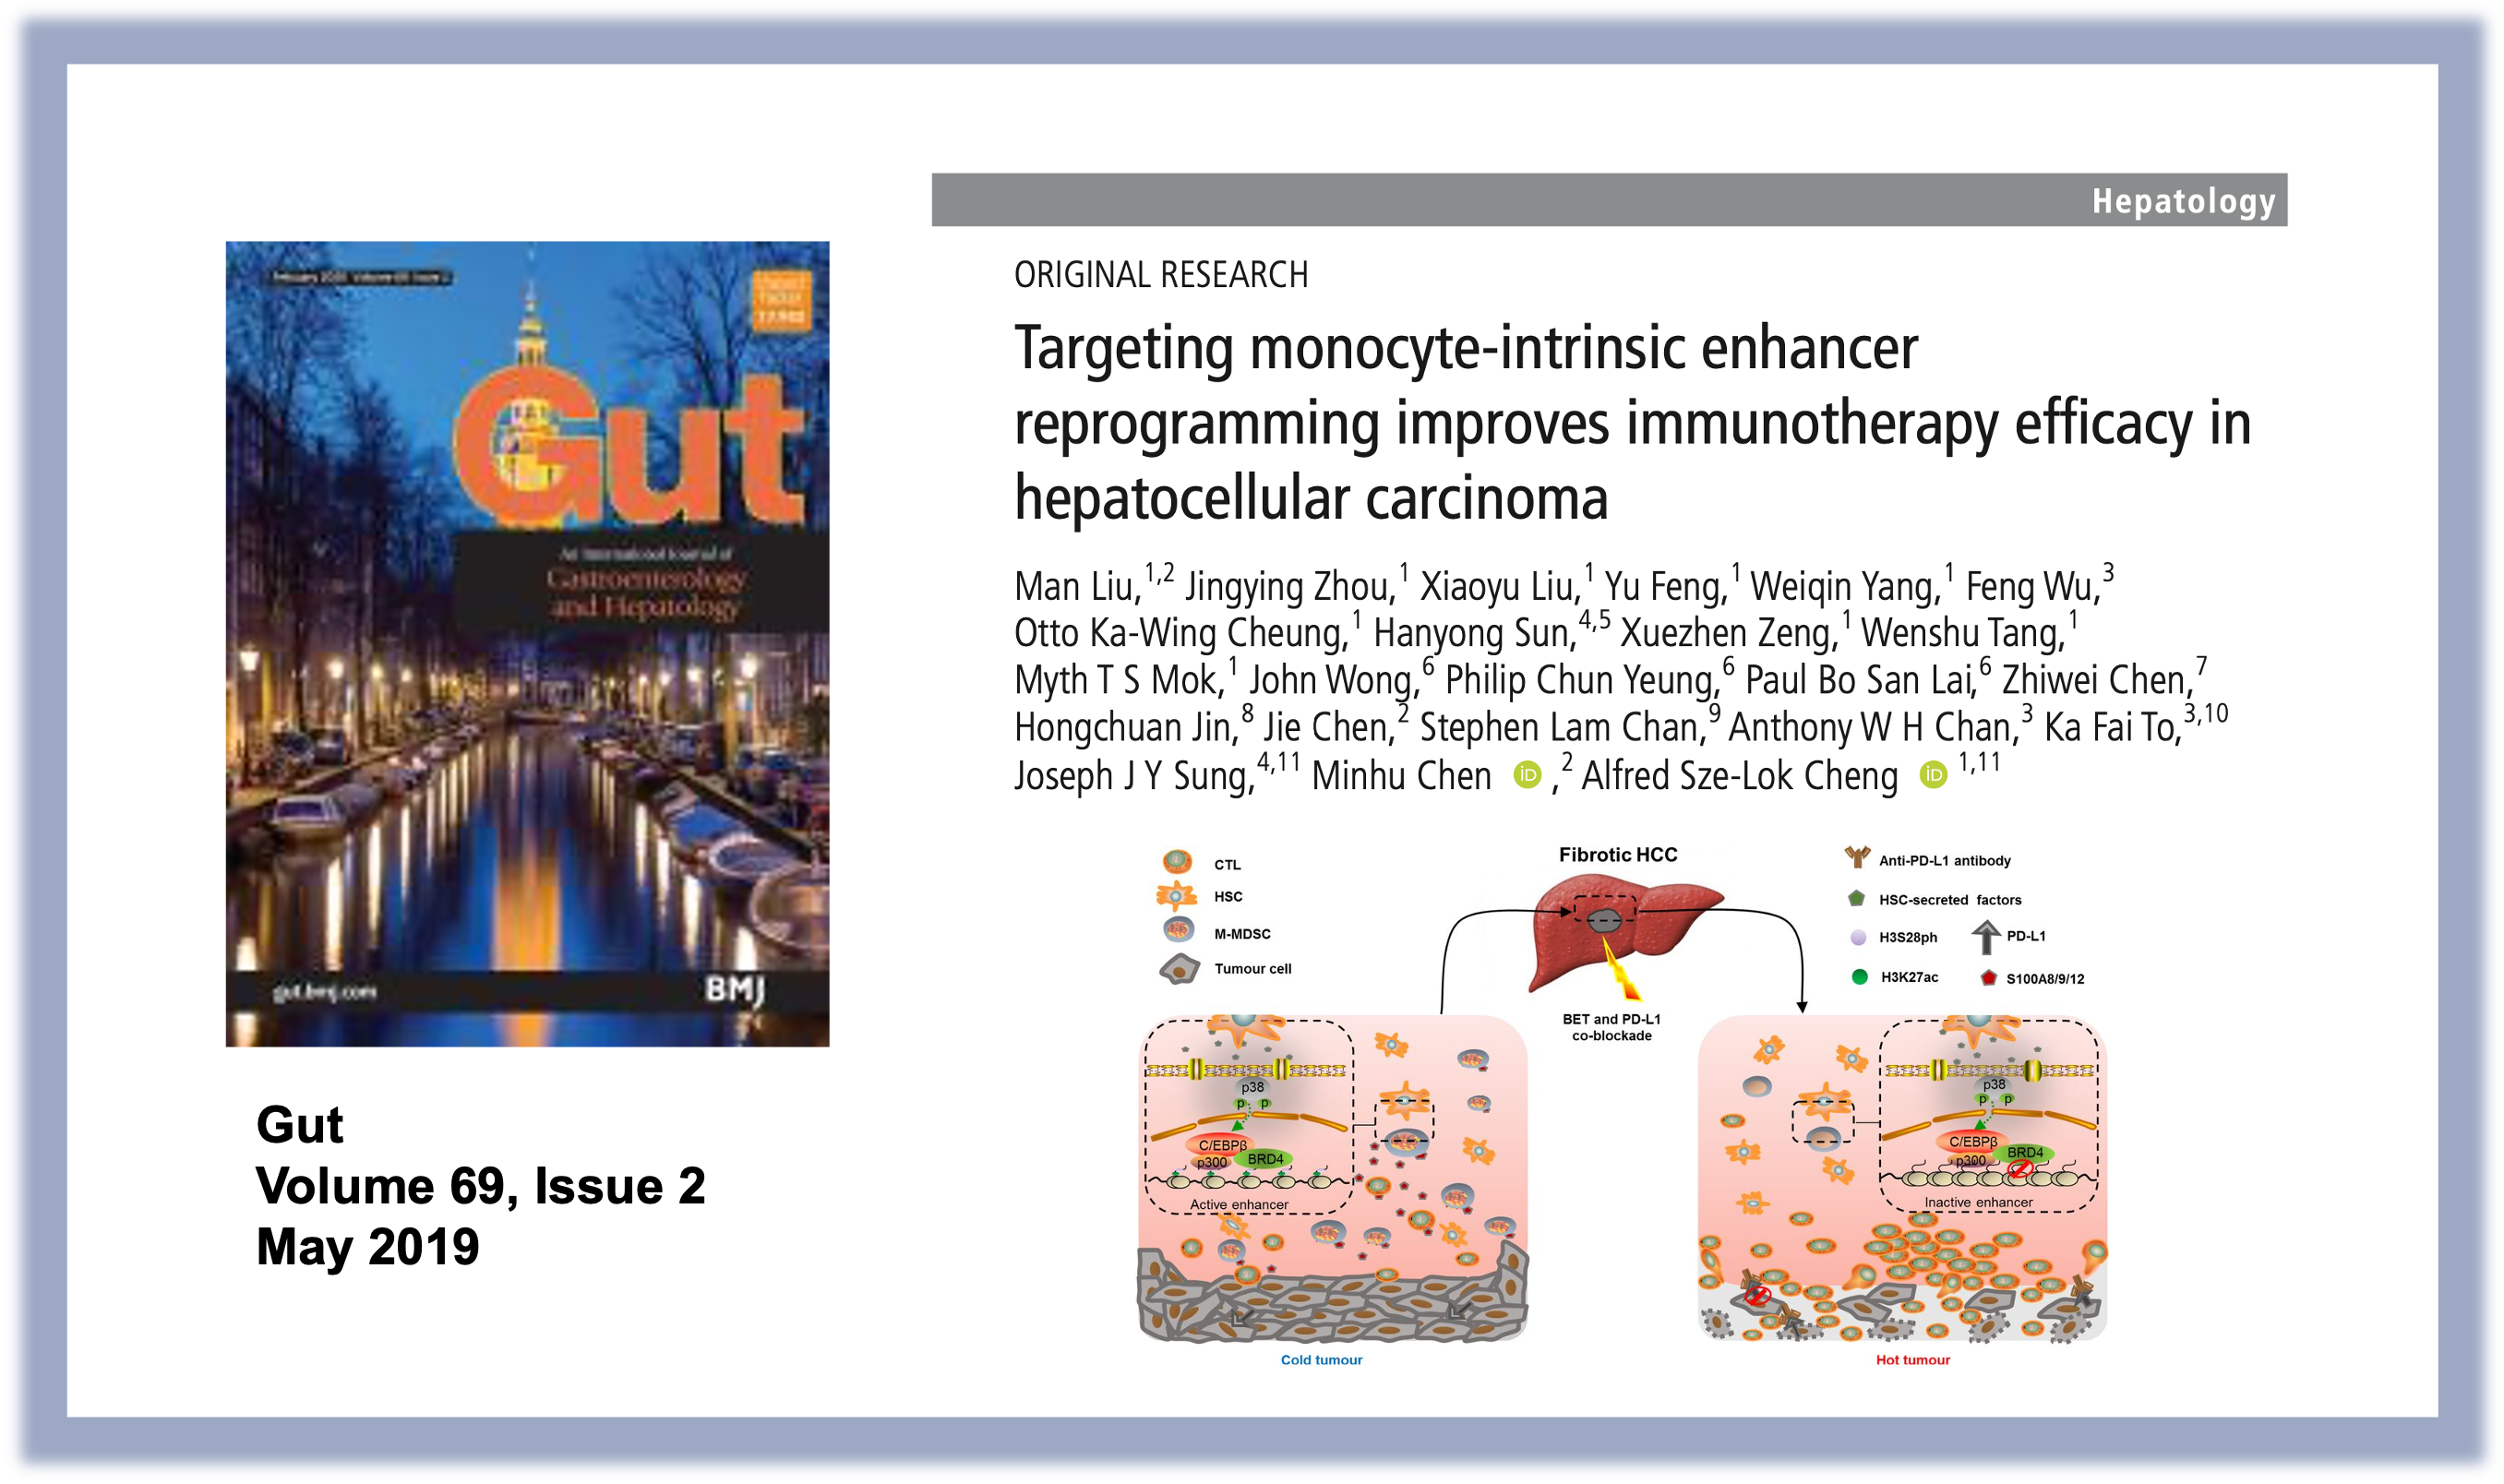 Hepatology
February 2020 Volume 69 Issue 2
Gut
An International Journal of
Gastroenterology
and Hepatology
gut.bmj.com
BMJ
Gut
Volume 69, Issue 2
May 2019
ORIGINAL RESEARCH
Targeting monocyte-intrinsic enhancer
reprogramming improves immunotherapy efficacy in
hepatocellular carcinoma
Man Liu,1,2 Jingying Zhou,1 Xiaoyu Liu,1 Yu Feng,1 Weiqin Yang,1 Feng Wu,3
Otto Ka-Wing Cheung,1 Hanyong Sun,4,5 Xuezhen Zeng,1 Wenshu Tang,1
Myth T S Mok,1 John Wong,6 Philip Chun Yeung,6 Paul Bo San Lai,6 Zhiwei Chen,7
Hongchuan Jin,8 Jie Chen,2 Stephen Lam Chan,9 Anthony W H Chan,3 Ka Fai To,3,10
Joseph J Y Sung,4,11 Minhu Chen iD ,2 Alfred Sze-Lok Cheng iD 1,11
CTL
HSC
M-MDSC
Tumour cell
Fibrotic HCC
BET and PD-L1
co-blockade
Anti-PD-L1 antibody
HSC-secreted factors
H3S28ph
PD-L1
H3K27ac
S100A8/9/12
p38
p p
C/EBPβ
p300 BRD4
Active enhancer
Cold tumour
p38
p p
C/EBPβ
p300 BRD4
Inactive enhancer
Hot tumour